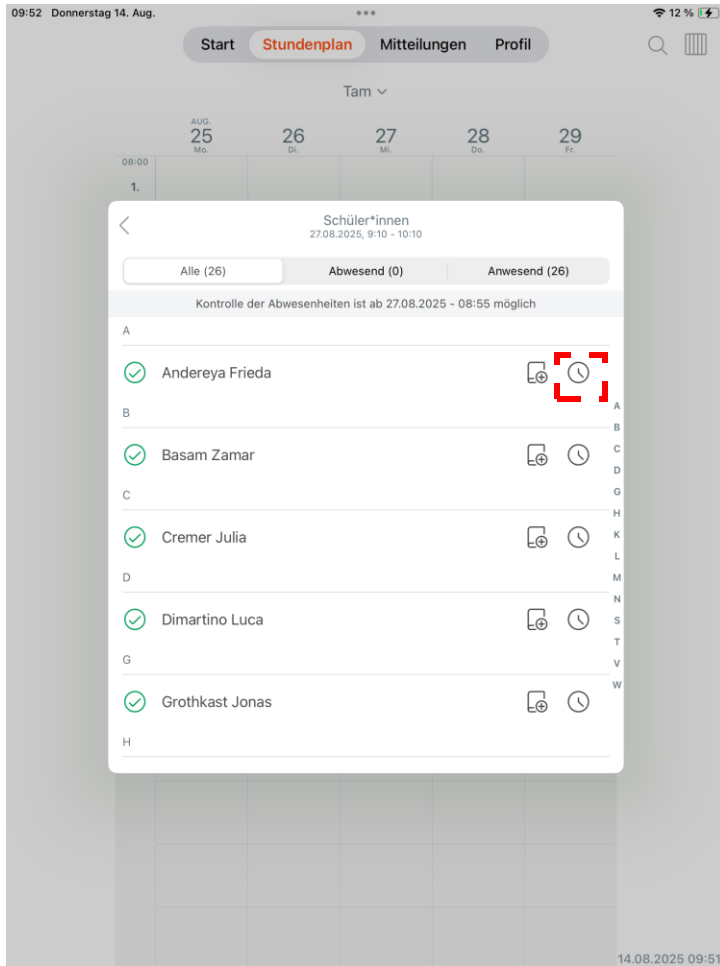 09:52 Donnerstag 14. Aug.
12 %
Start Stundenplan Mitteilungen Profil
Tam
AUG.
25 26 27 28 29
Mo. Di. Mi. Do. Fr.
08:00
1.
Schüler*innen
27.08.2025, 9:10 - 10:10
Alle (26) Abwesend (0) Anwesend (26)
Kontrolle der Abwesenheiten ist ab 27.08.2025 - 08:55 möglich
A
Andereya Frieda
B
Basam Zamar
C
Cremer Julia
D
Dimartino Luca
G
Grothkast Jonas
H
A
B
C
D
G
H
K
L
M
N
S
T
V
W
14.08.2025 09:51